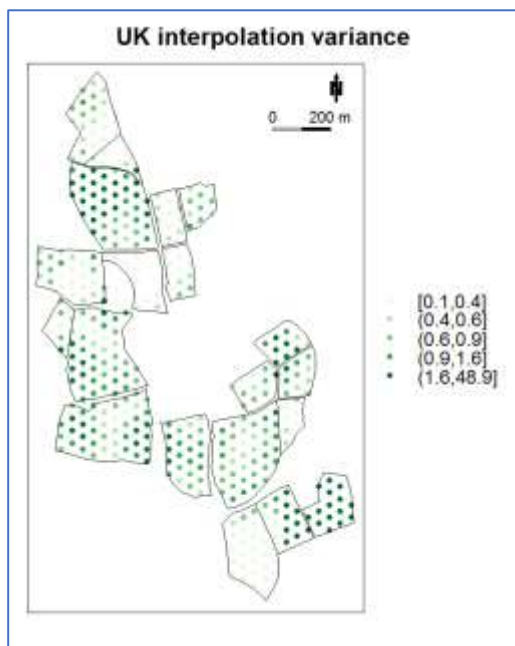 UK interpolation variance
N
0 200 m
[0.1,0.4]
(0.4,0.6]
(0.6,0.9]
(0.9,1.6]
(1.6,48.9]